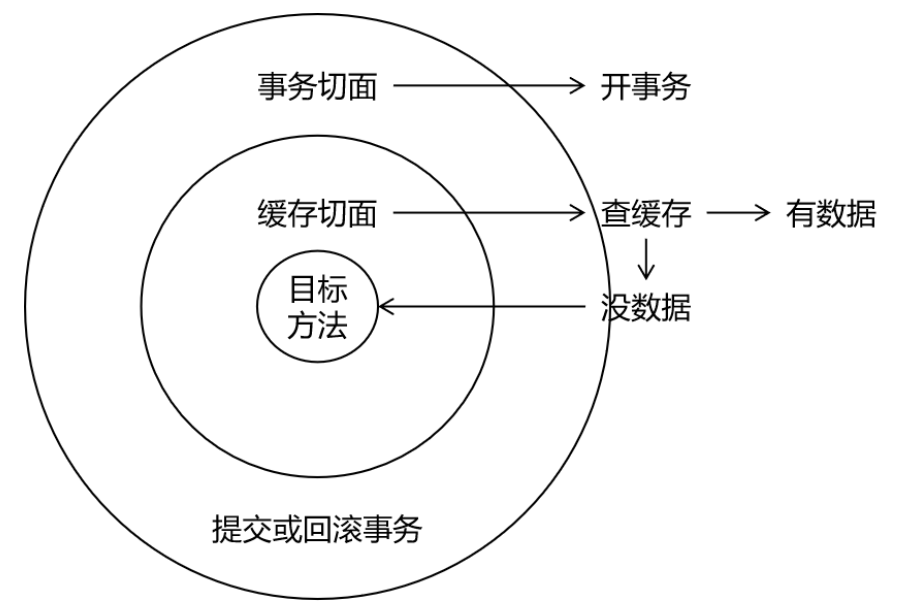 事务切面
开事务
缓存切面
查缓存
有数据
目标
方法
没数据
提交或回滚事务